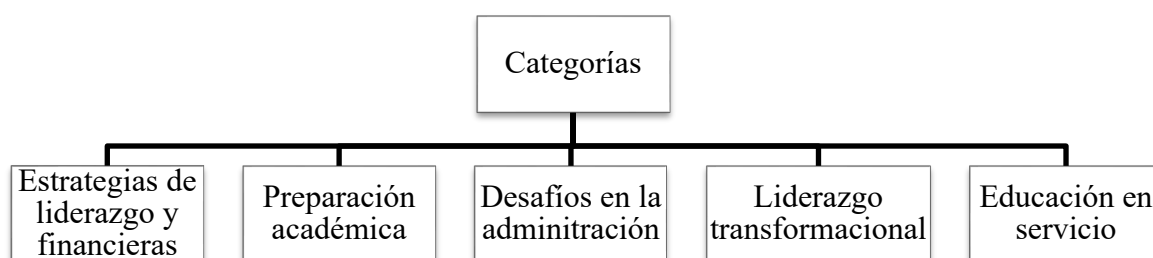 Categorías
Estrategias de
liderazgo y
financieras
Preparación
académica
Desafíos en la
adminitración
Liderazgo
transformacional
Educación en
servicio